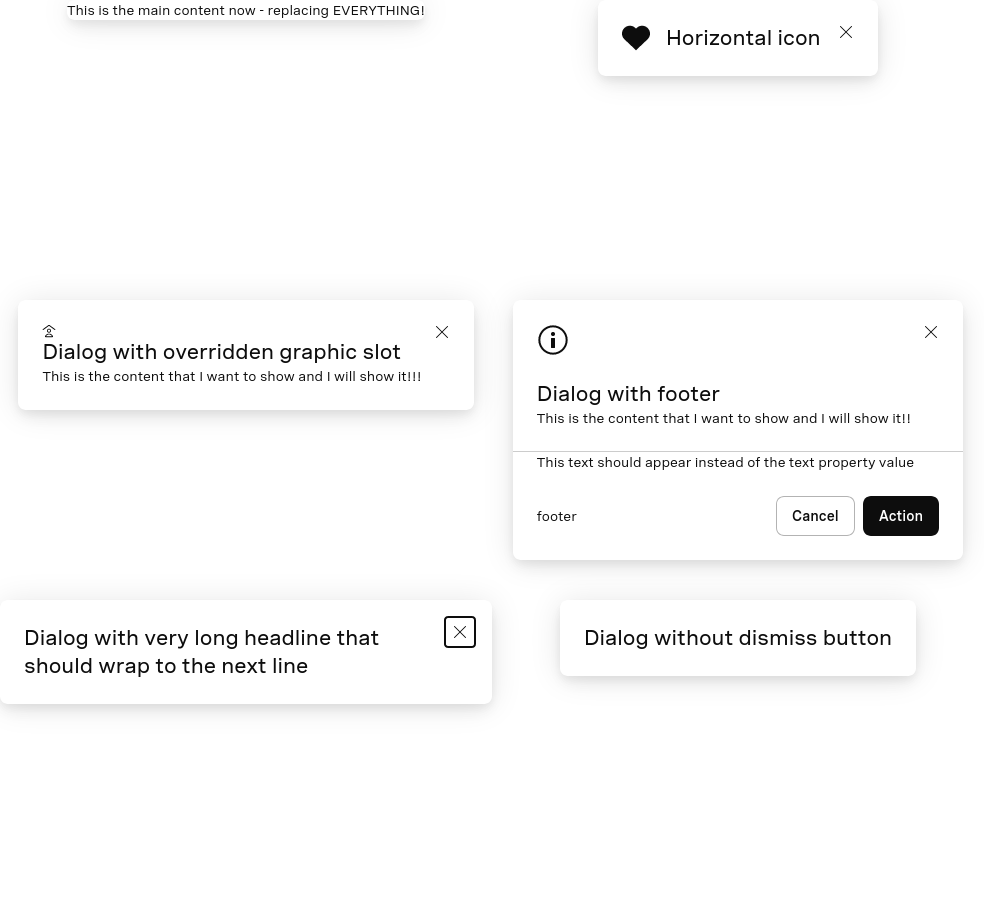 This is the main content now - replacing EVERYTHING!
Horizontal icon
Dialog with overridden graphic slot
This is the content that I want to show and I will show it!!!
Dialog with footer
This is the content that I want to show and I will show it!!
This text should appear instead of the text property value
footer
Cancel
Action
Dialog with very long headline that
should wrap to the next line
Dialog without dismiss button